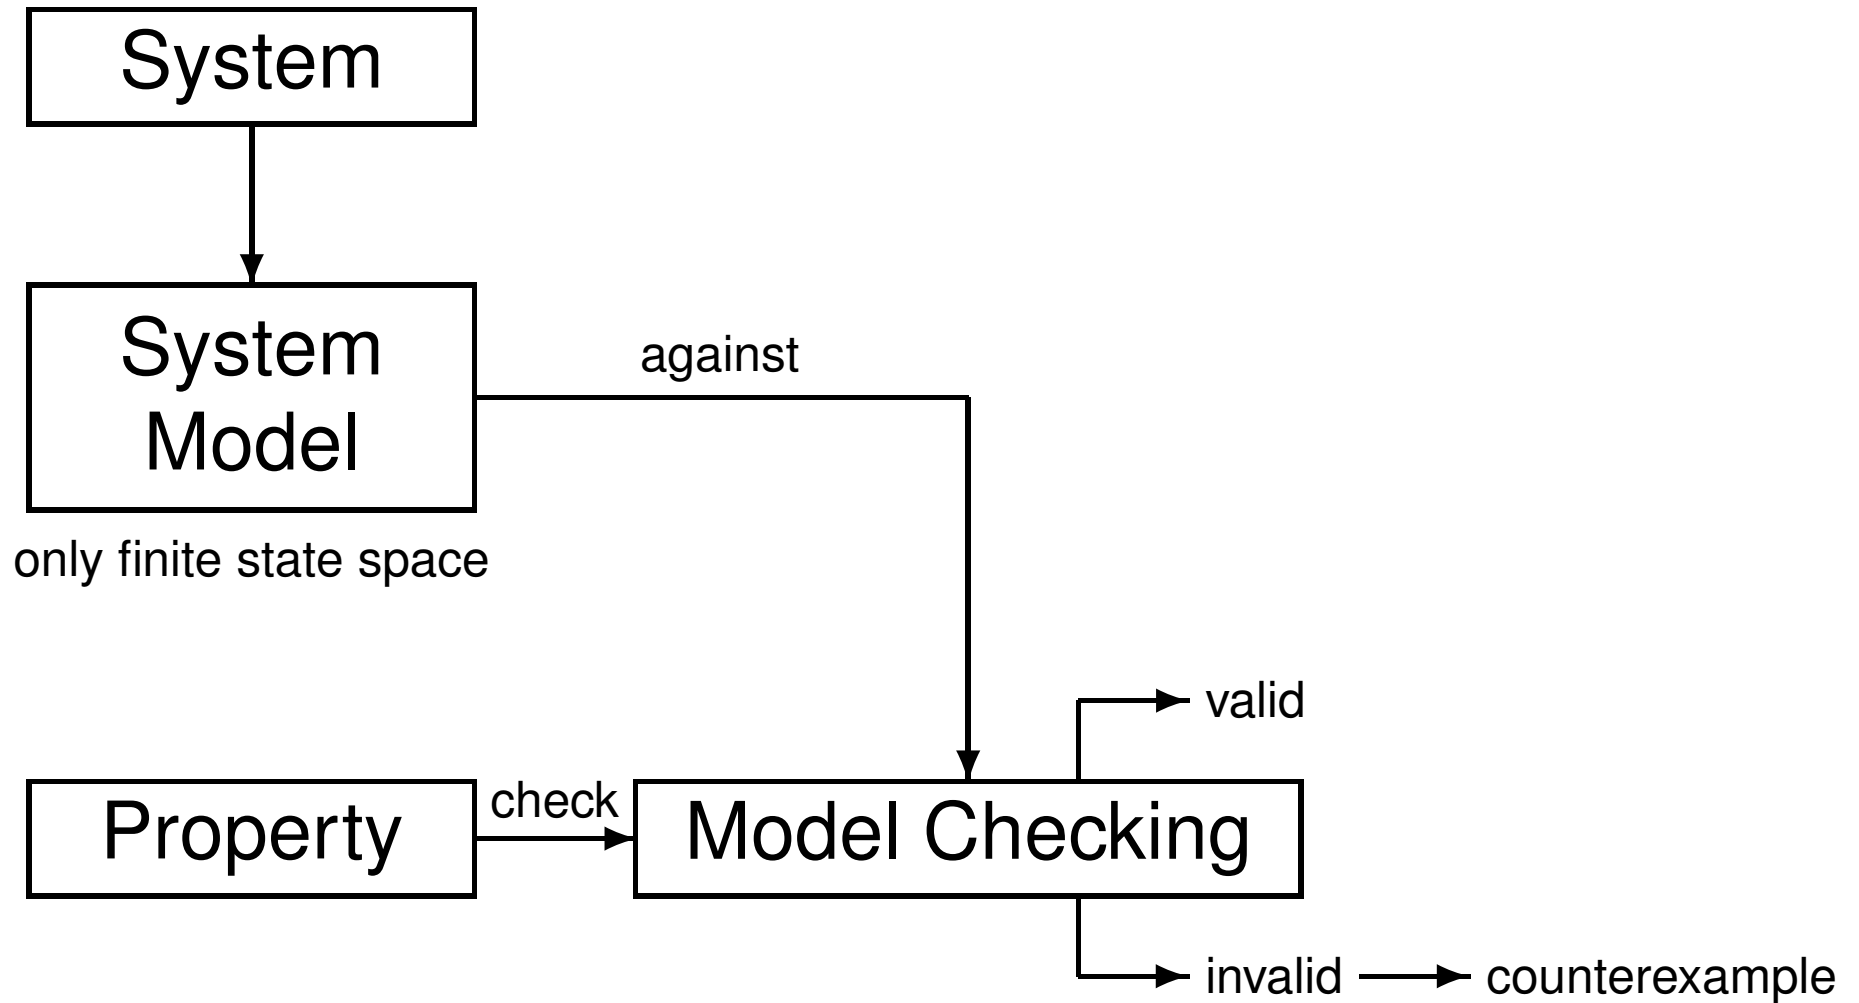 System
System
Model
against
only finite state space
valid
check
Property
Model Checking
invalid
counterexample